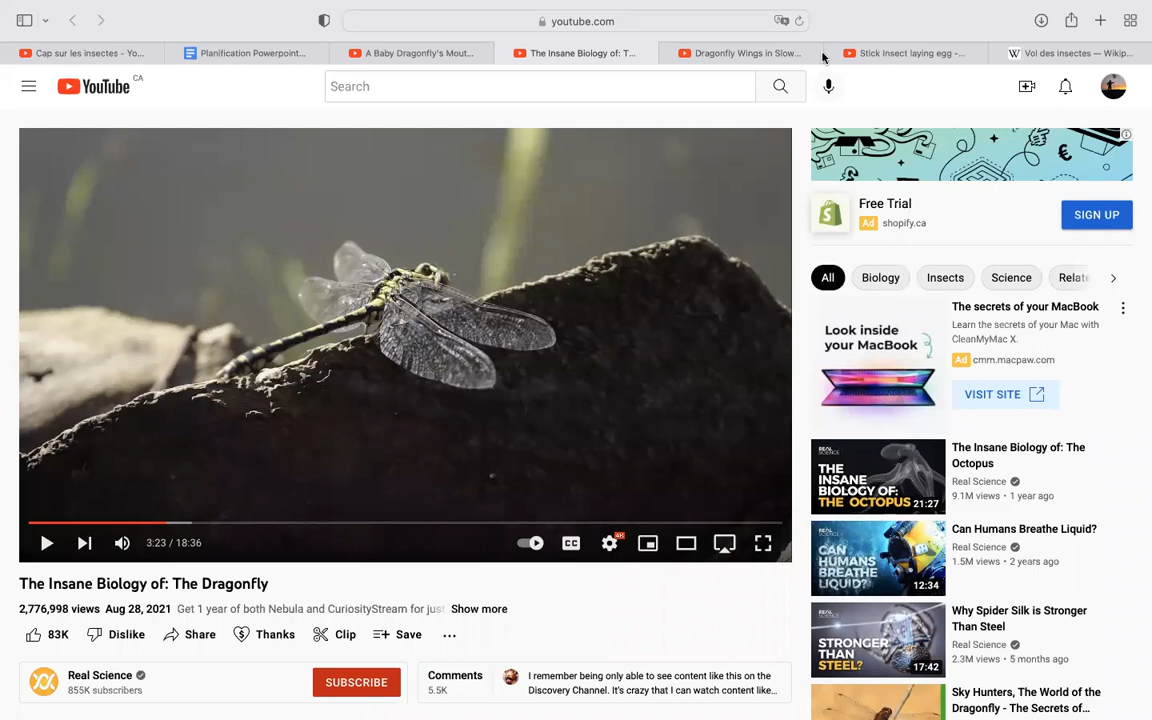 youtube.com
Cap sur les insectes - Yo...
Planification Powerpoint...
A Baby Dragonfly's Mout...
The Insane Biology of: T...
Dragonfly Wings in Slow...
Stick Insect laying egg -...
W Vol des insectes — Wikip...
YouTube CA
Search
Free Trial
Ad shopify.ca
SIGN UP
All
Biology
Insects
Science
Relate
The secrets of your MacBook
Learn the secrets of your Mac with
CleanMyMac X.
Ad cmm.macpaw.com
VISIT SITE
Look inside
your MacBook
REAL SCIENCE
THE
INSANE
BIOLOGY OF:
THE OCTOPUS
21:27
The Insane Biology of: The
Octopus
Real Science
9.1M views • 1 year ago
REAL SCIENCE
CAN
HUMANS
BREATHE
LIQUID?
12:34
Can Humans Breathe Liquid?
Real Science
1.5M views • 2 years ago
STRONGER
THAN
STEEL?
17:42
Why Spider Silk is Stronger
Than Steel
Real Science
2.3M views • 5 months ago
Sky Hunters, The World of the
Dragonfly - The Secrets of...
3:23 / 18:36
CC
4K
The Insane Biology of: The Dragonfly
2,776,998 views Aug 28, 2021 Get 1 year of both Nebula and CuriosityStream for just Show more
83K
Dislike
Share
Thanks
Clip
Save
Real Science
855K subscribers
SUBSCRIBE
Comments
5.5K
I remember being only able to see content like this on the
Discovery Channel. It's crazy that I can watch content like...